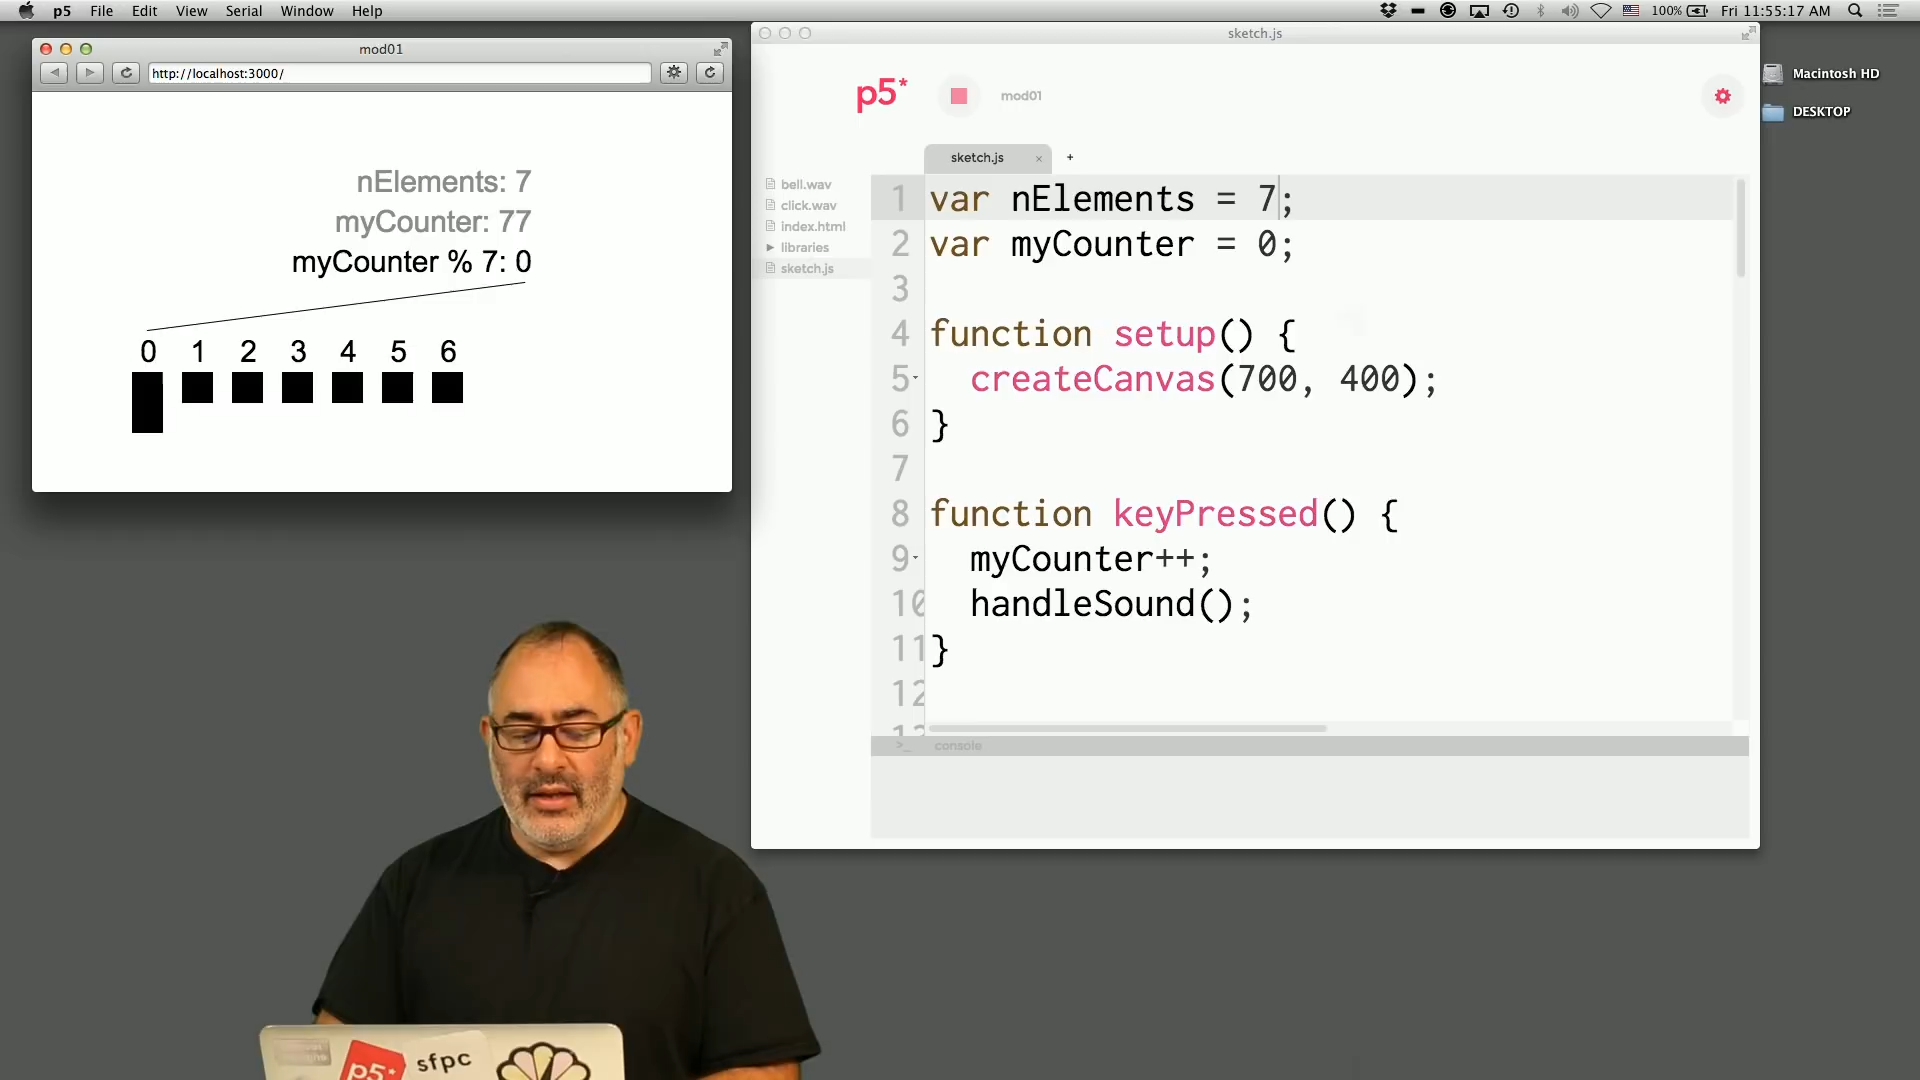 p5 File Edit View Serial Window Help
100% Fri 11:55:17 AM
mod01
http://localhost:3000/
nElements: 7
myCounter: 77
myCounter % 7: 0
0 1 2 3 4 5 6
sketch.js
p5*
mod01
sketch.js × +
bell.wav
click.wav
index.html
libraries
sketch.js
1 var nElements = 7;
2 var myCounter = 0;
3
4 function setup() {
5 createCanvas(700, 400);
6 }
7
8 function keyPressed() {
9 myCounter++;
10 handleSound();
11 }
12
13
>_ console
Macintosh HD
DESKTOP
p5*
sfpc